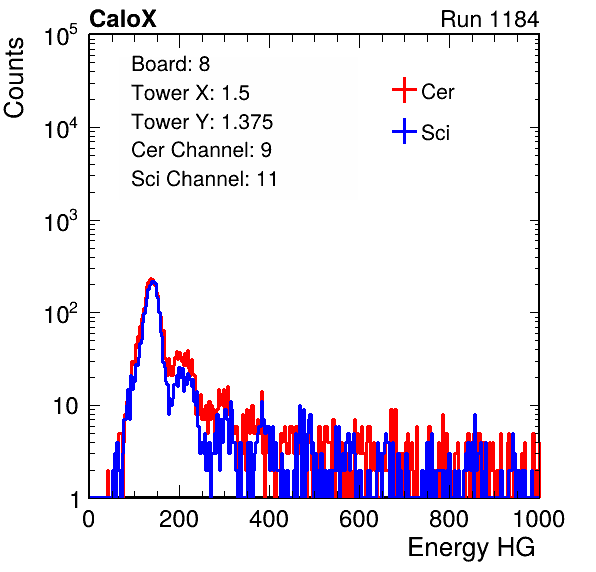 CaloX Run 1184
Board: 8
Tower X: 1.5
Tower Y: 1.375
Cer Channel: 9
Sci Channel: 11
Cer
Sci
Counts
10^5
10^4
10^3
10^2
10
1
0 200 400 600 800 1000
Energy HG